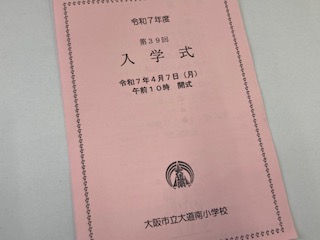 令和７年度
第３９回
入学式
令和７年４月７日（月）
午前１０時　開式
大阪市立大道南小学校